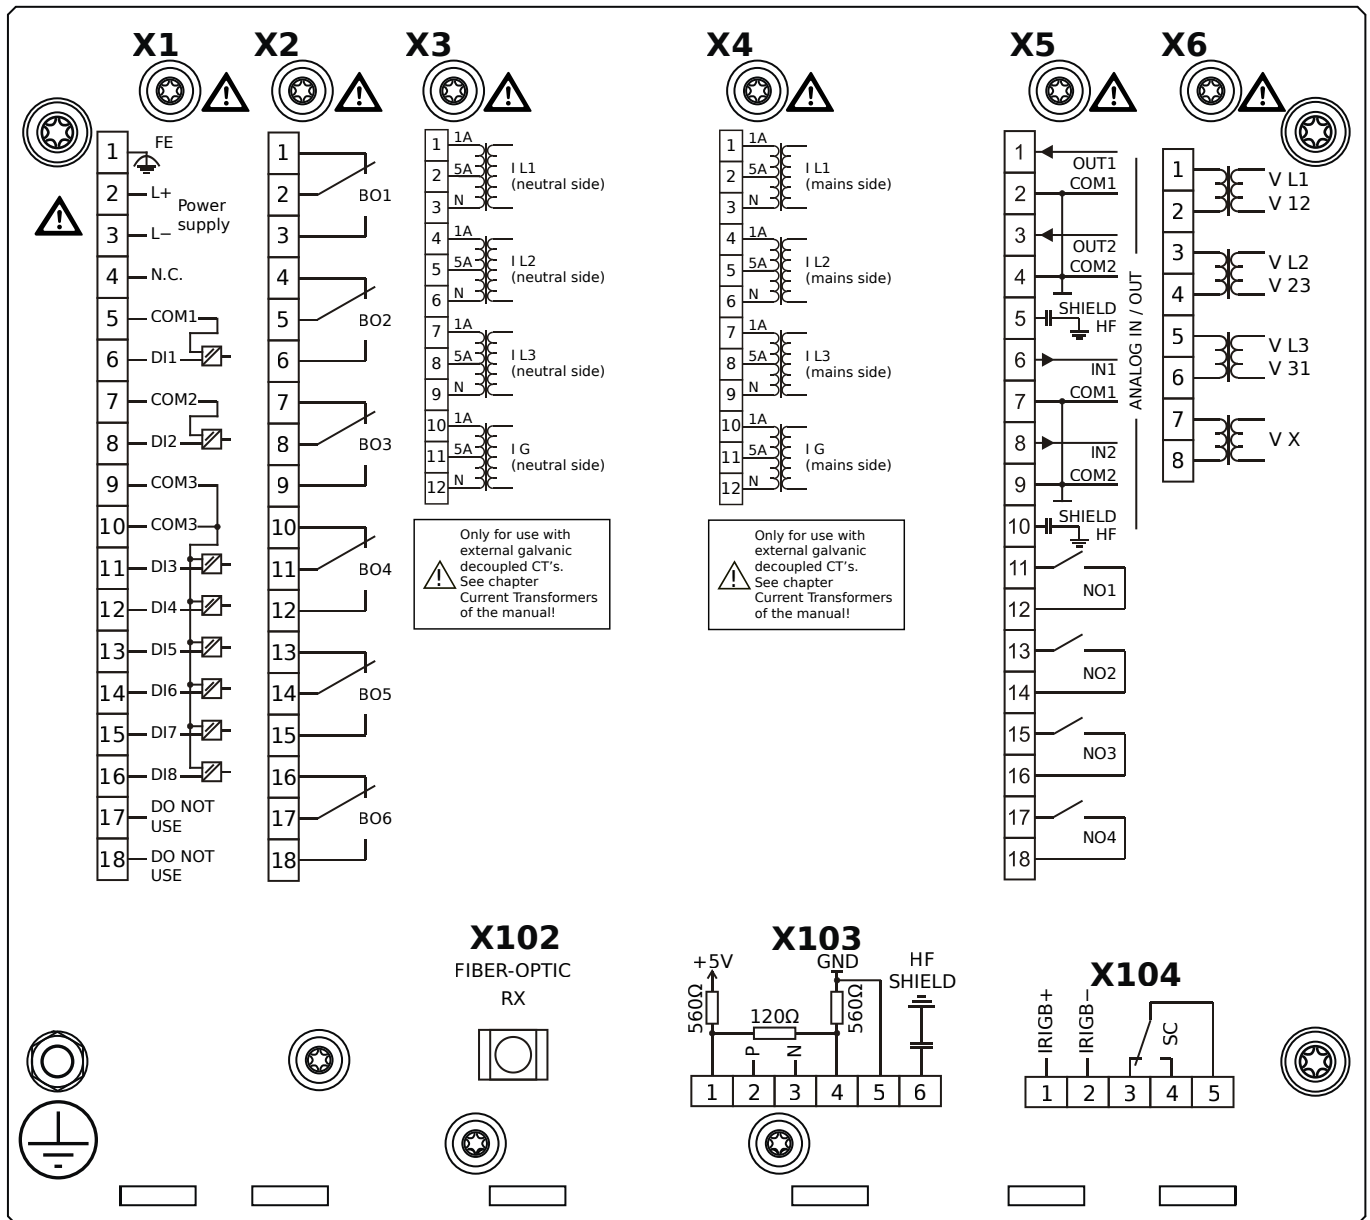 X1 X2 X3 X4 X5 X6
1 FE
2 L+ Power
3 L− supply
4 N.C.
5 COM1
6 DI1
7 COM2
8 DI2
9 COM3
10 COM3
11 DI3
12 DI4
13 DI5
14 DI6
15 DI7
16 DI8
17 DO NOT
USE
18 DO NOT
USE
1
2 BO1
3
4
5 BO2
6
7
8 BO3
9
10
11 BO4
12
13
14 BO5
15
16
17 BO6
18
1 1A
2 5A I L1
(neutral side)
3 N
4 1A
5 5A I L2
(neutral side)
6 N
7 1A
8 5A I L3
(neutral side)
9 N
10 1A
11 5A I G
(neutral side)
12 N
Only for use with
external galvanic
decoupled CT's.
See chapter
Current Transformers
of the manual!
1 1A
2 5A I L1
(mains side)
3 N
4 1A
5 5A I L2
(mains side)
6 N
7 1A
8 5A I L3
(mains side)
9 N
10 1A
11 5A I G
(mains side)
12 N
Only for use with
external galvanic
decoupled CT's.
See chapter
Current Transformers
of the manual!
1
OUT1
2 COM1
3
OUT2
4 COM2
5 SHIELD
HF
6
IN1
7 COM1
8
IN2
9 COM2
10 SHIELD
HF
ANALOG IN / OUT
11
NO1
12
13
NO2
14
15
NO3
16
17
NO4
18
1 V L1
2 V 12
3 V L2
4 V 23
5 V L3
6 V 31
7 V X
8
X102
FIBER-OPTIC
RX
X103
+5V GND HF
SHIELD
560Ω 120Ω 560Ω
P N
1 2 3 4 5 6
X104
IRIGB+ IRIGB− SC
1 2 3 4 5